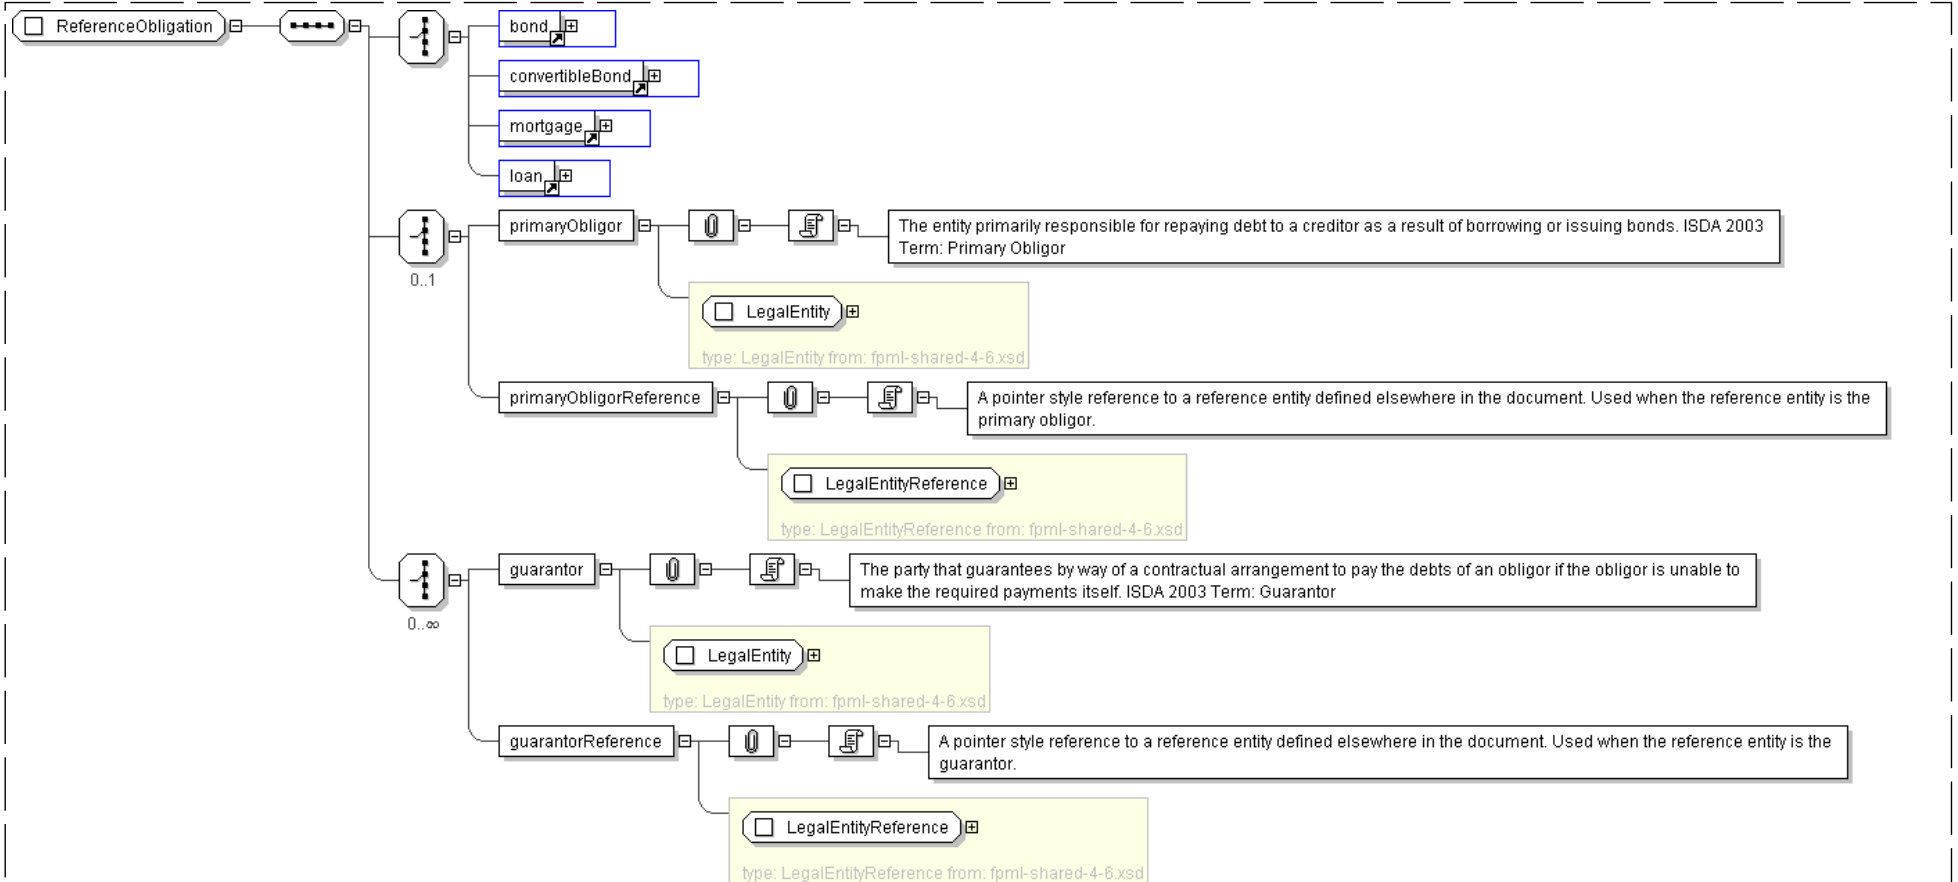 ReferenceObligation
bond
convertibleBond
mortgage
loan
0..1
primaryObligor
The entity primarily responsible for repaying debt to a creditor as a result of borrowing or issuing bonds. ISDA 2003
Term: Primary Obligor
LegalEntity
type: LegalEntity from: fpml-shared-4-6.xsd
primaryObligorReference
A pointer style reference to a reference entity defined elsewhere in the document. Used when the reference entity is the
primary obligor.
LegalEntityReference
type: LegalEntityReference from: fpml-shared-4-6.xsd
0..∞
guarantor
The party that guarantees by way of a contractual arrangement to pay the debts of an obligor if the obligor is unable to
make the required payments itself. ISDA 2003 Term: Guarantor
LegalEntity
type: LegalEntity from: fpml-shared-4-6.xsd
guarantorReference
A pointer style reference to a reference entity defined elsewhere in the document. Used when the reference entity is the
guarantor.
LegalEntityReference
type: LegalEntityReference from: fpml-shared-4-6.xsd